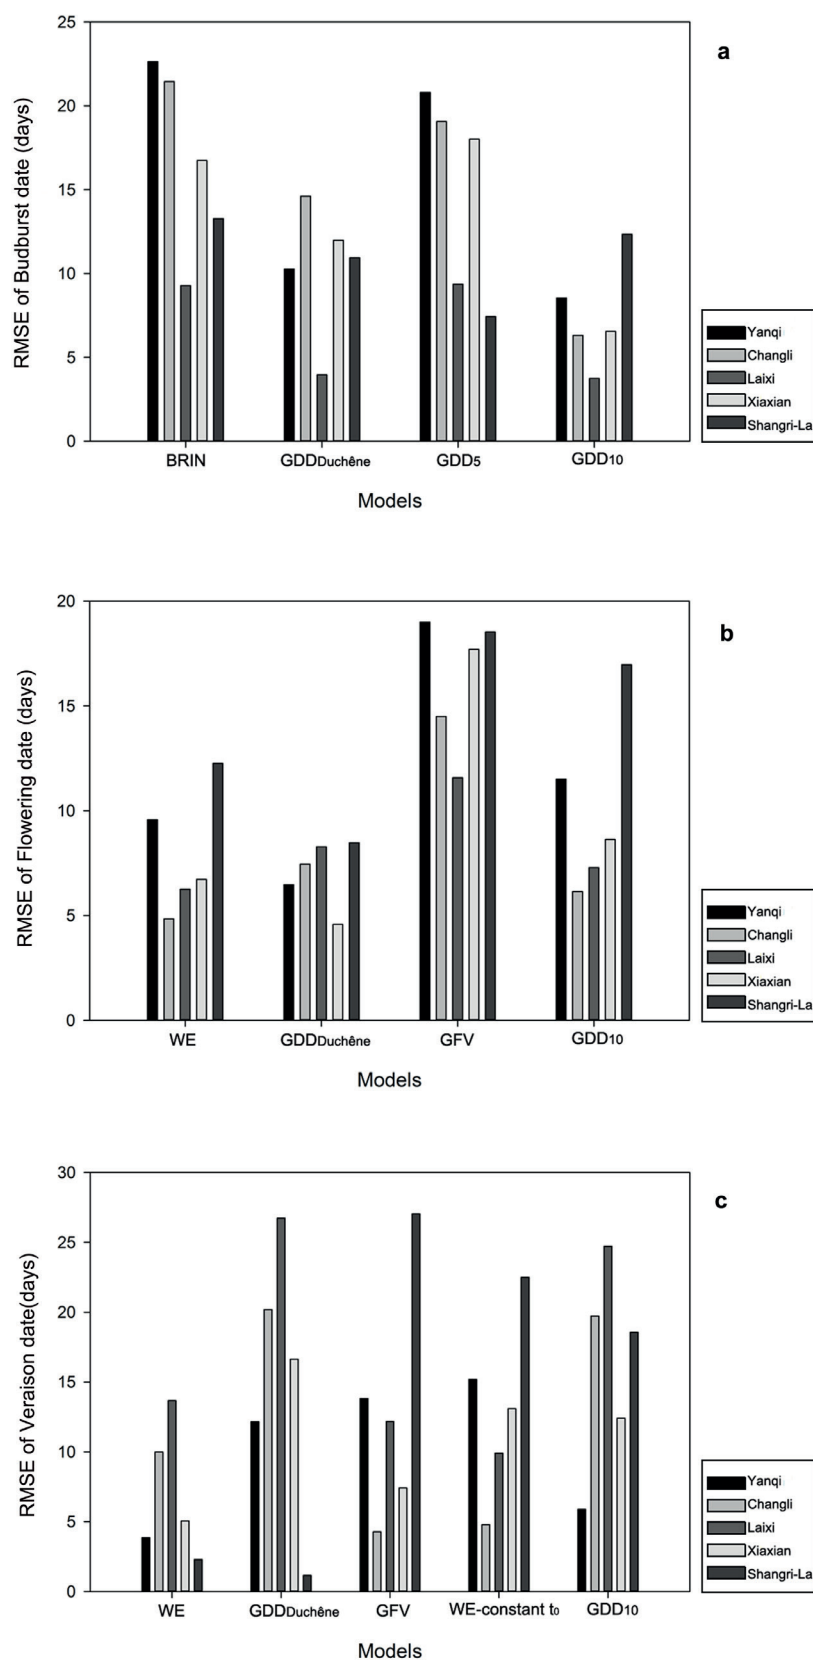 a
RMSE of Budburst date (days)
25
20
15
10
5
0
BRIN GDDDuchêne GDD5 GDD10
Models
Yanqi
Changli
Laixi
Xiaxian
Shangri-La
b
RMSE of Flowering date (days)
20
15
10
5
0
WE GDDDuchêne GFV GDD10
Models
Yanqi
Changli
Laixi
Xiaxian
Shangri-La
c
RMSE of Veraison date(days)
30
25
20
15
10
5
0
WE GDDDuchêne GFV WE-constant t0 GDD10
Models
Yanqi
Changli
Laixi
Xiaxian
Shangri-La